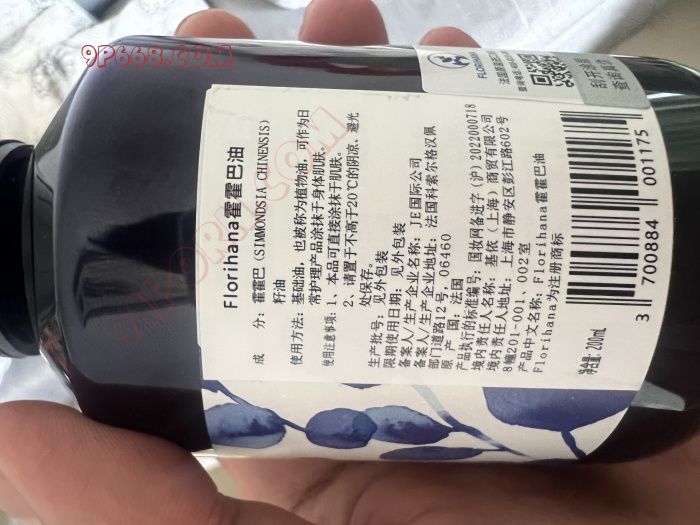 9P668.COM
FLORIHANA
刮开涂层
查询真伪
Florihana霍霍巴油
成 分: 霍霍巴(SIMMONDSIA CHINENSIS)
籽油
使用方法: 基础油，也被称为植物油，可作为日
常护理产品涂抹于身体肌肤。
使用注意事项: 1、本品可直接涂抹于肌肤。
2、请置于不高于20℃的阴凉、避光
处保存。
生产批号: 见外包装
限期使用日期: 见外包装
备案人/生产企业名称: JE国际公司
备案人/生产企业地址: 法国科索尔格汉佩
部门道路12号, 06460
原 产 国: 法国
产品执行的标准编号: 国妆网备进字(沪)2022000718
境内责任人名称: 基依(上海)商贸有限公司
境内责任人地址: 上海市静安区彭江路602号
8幢201-001、002室
产品中文名称: Florihana霍霍巴油
Florihana为注册商标
净含量: 200mL
3 700884 001175